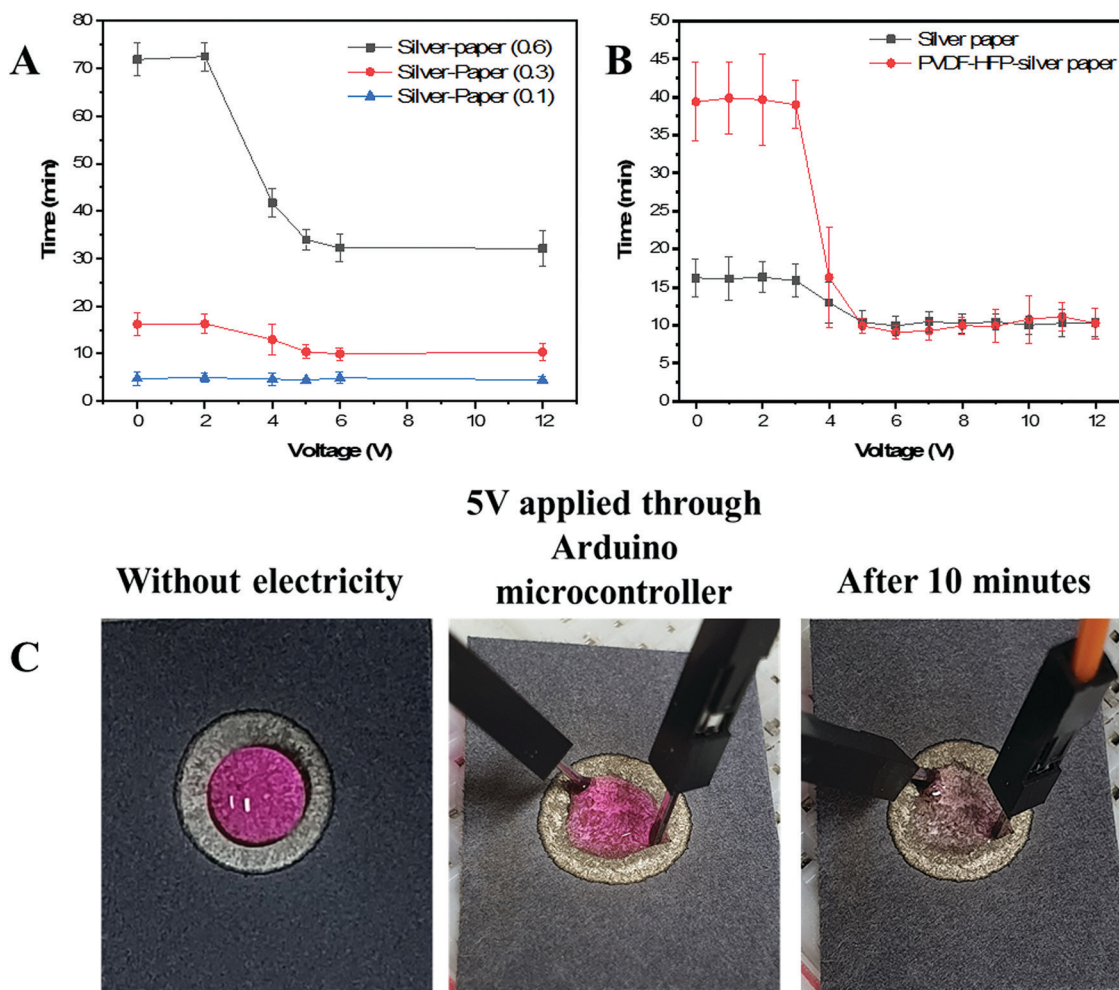 A
Silver-paper (0.6)
Silver-Paper (0.3)
Silver-Paper (0.1)
Time (min)
80
70
60
50
40
30
20
10
0
0 2 4 6 8 10 12
Voltage (V)
B
Silver paper
PVDF-HFP-silver paper
Time (min)
50
45
40
35
30
25
20
15
10
5
0
0 2 4 6 8 10 12
Voltage (V)
C
Without electricity
5V applied through
Arduino
microcontroller
After 10 minutes